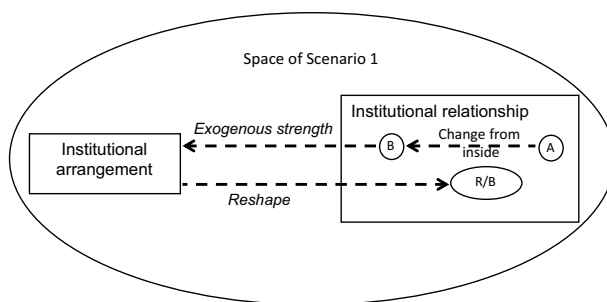 Space of Scenario 1
Institutional relationship
Exogenous strength
B
Change from
inside
A
Institutional
arrangement
R/B
Reshape